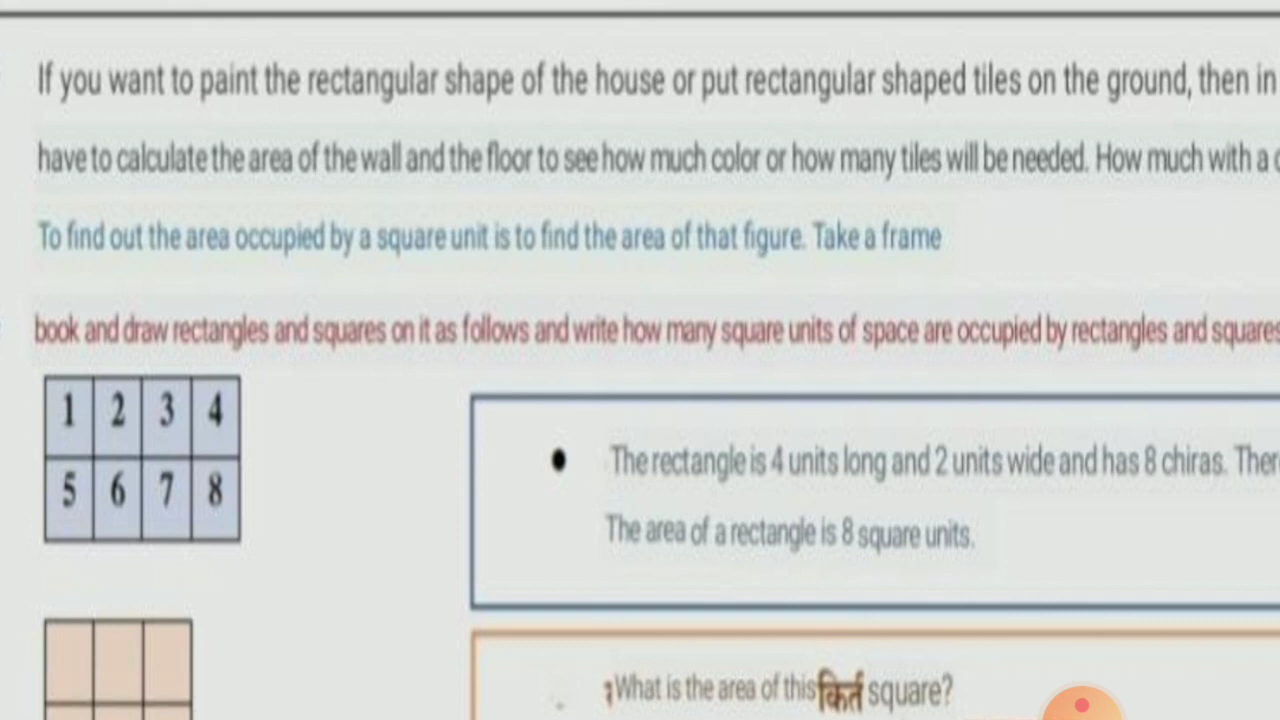 If you want to paint the rectangular shape of the house or put rectangular shaped tiles on the ground, then in
have to calculate the area of the wall and the floor to see how much color or how many tiles will be needed. How much with a
To find out the area occupied by a square unit is to find the area of that figure. Take a frame
book and draw rectangles and squares on it as follows and write how many square units of space are occupied by rectangles and squares
1 2 3 4
5 6 7 8
The rectangle is 4 units long and 2 units wide and has 8 chiras. Ther
The area of a rectangle is 8 square units.
What is the area of this किर्त square?